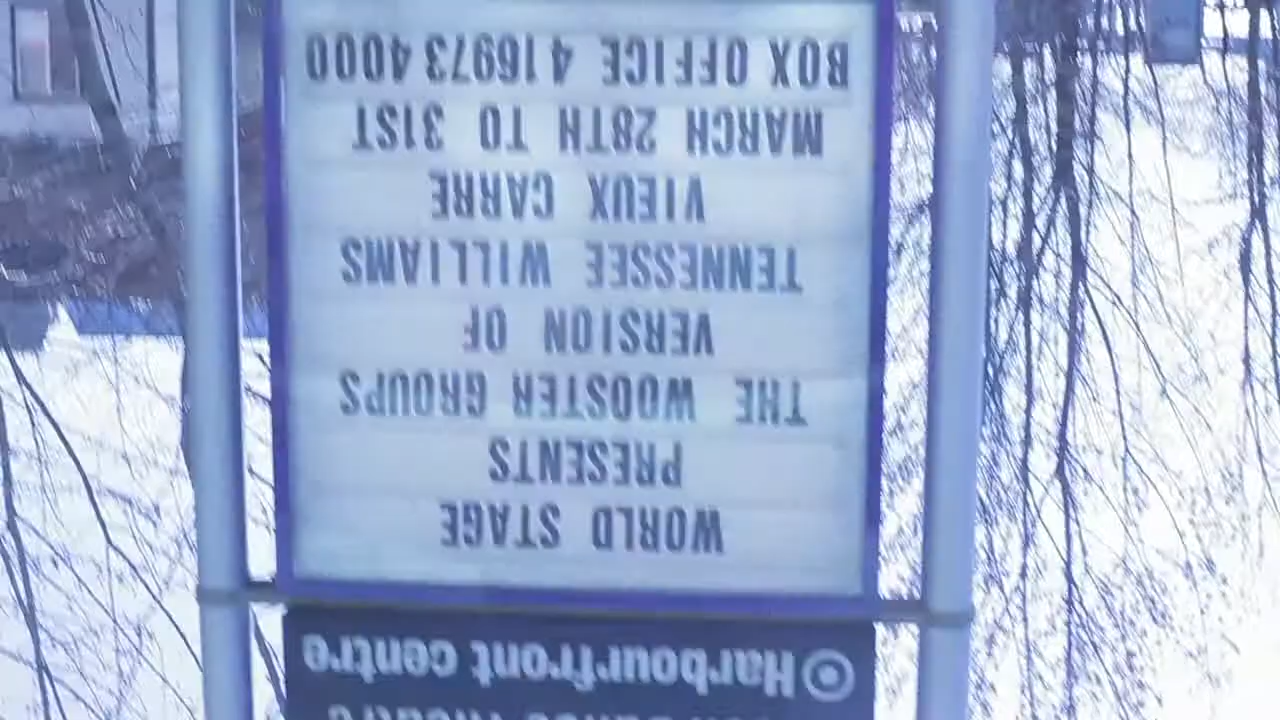 Harbourfront centre
WORLD STAGE
PRESENTS
THE WOOSTER GROUPS
VERSION OF
TENNESSEE WILLIAMS
VIEUX CARRE
MARCH 28TH TO 31ST
BOX OFFICE 416973 4000